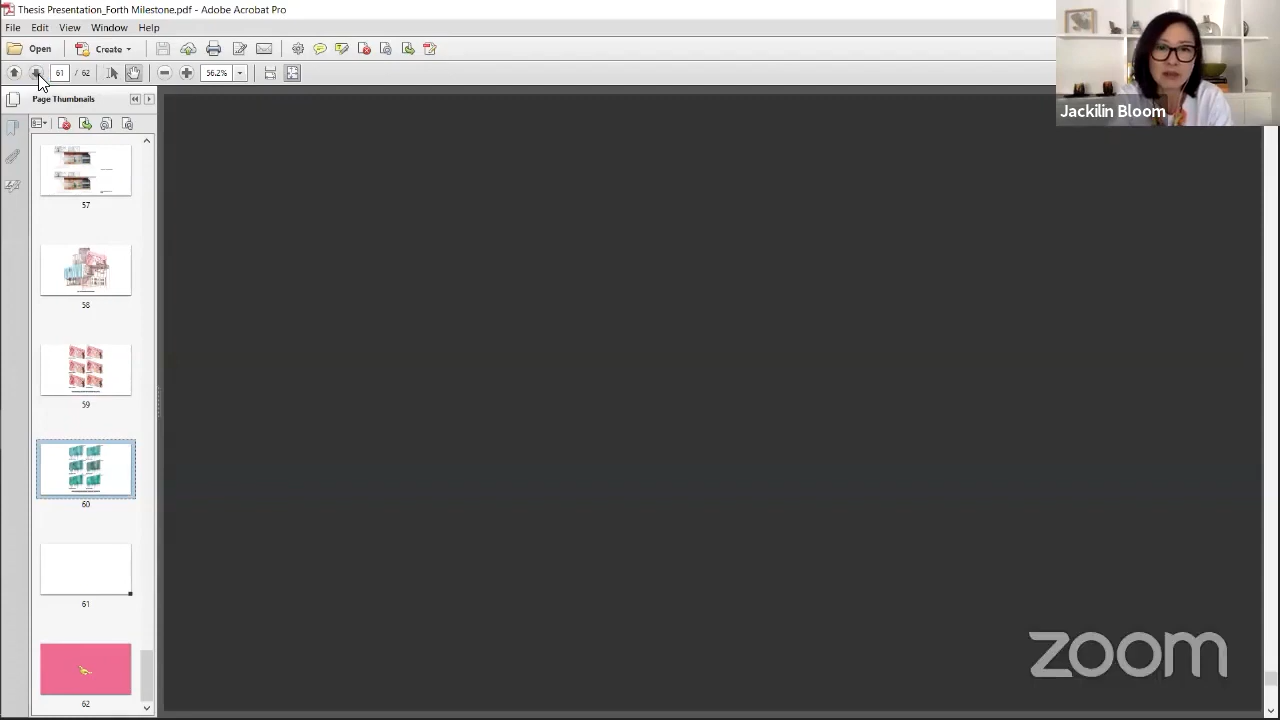 Thesis Presentation_Forth Milestone.pdf - Adobe Acrobat Pro
File Edit View Window Help
Open Create
61 / 62 56.2%
Page Thumbnails
57
58
59
60
61
62
Jackilin Bloom
zoom